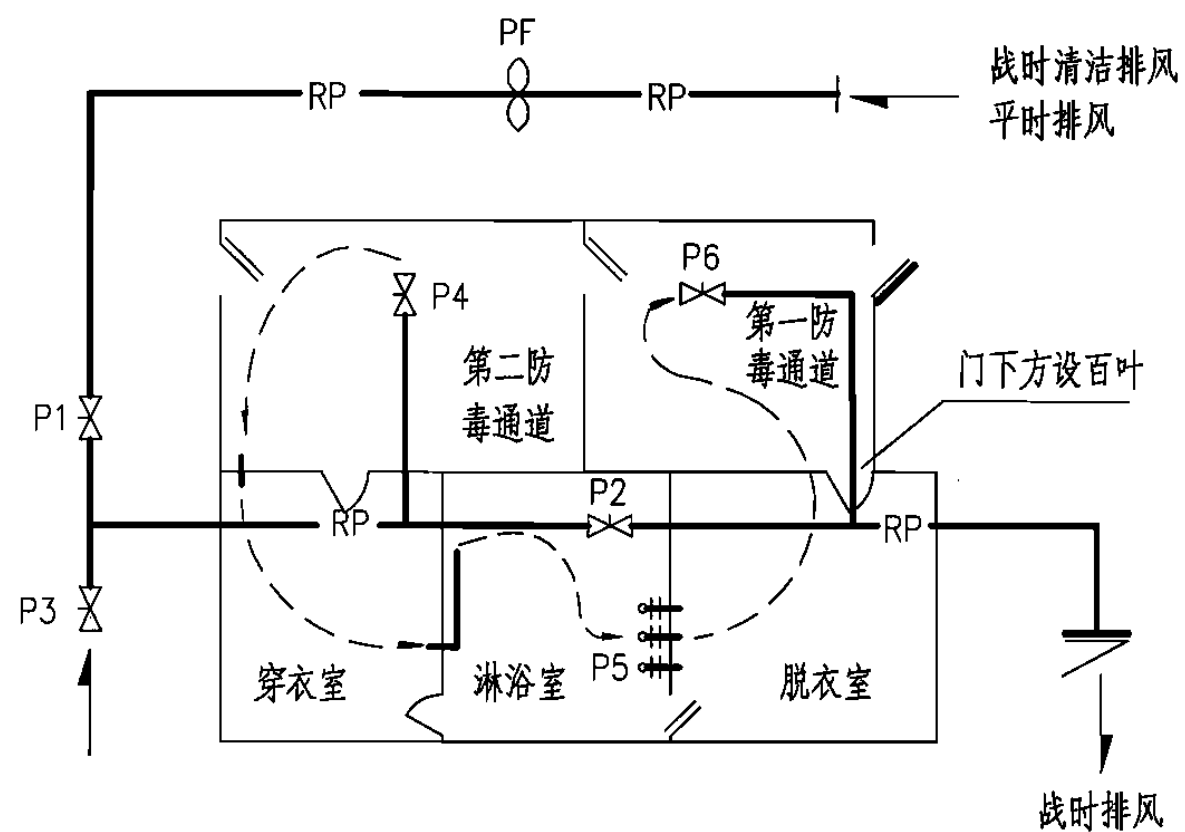 PF
RP
RP
战时清洁排风
平时排风
P6
P4
第一防
毒通道
第二防
毒通道
门下方设百叶
P1
P2
RP
RP
P3
P5
穿衣室
淋浴室
脱衣室
战时排风